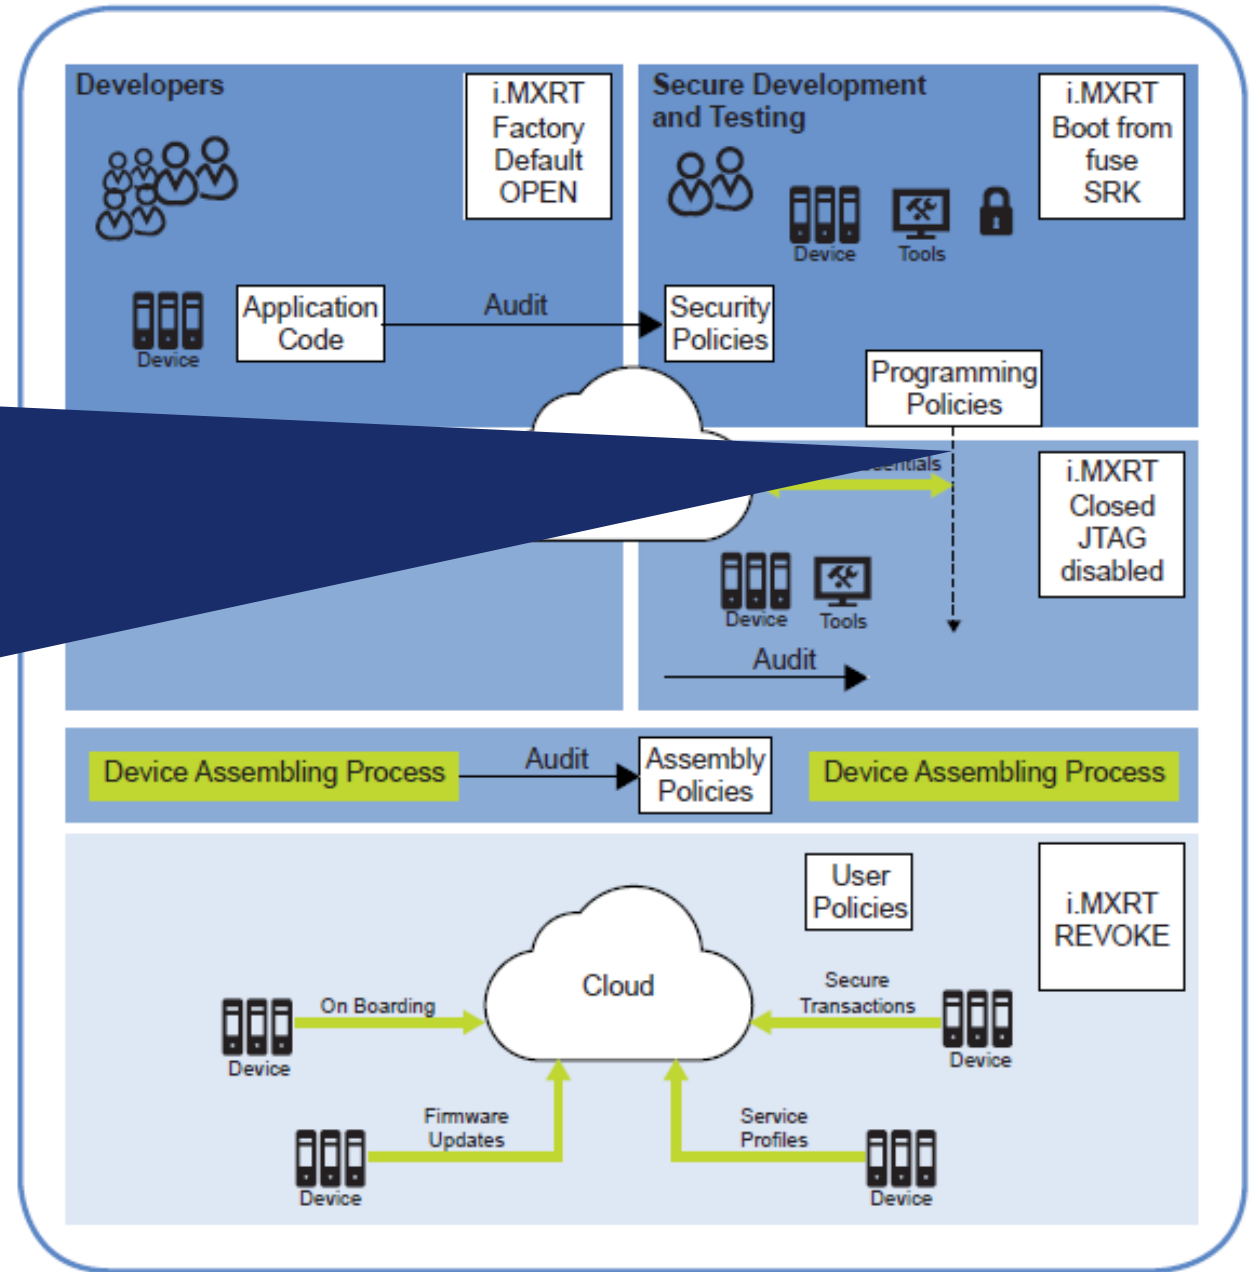 Developers
i.MXRT
Factory
Default
OPEN
Secure Development
and Testing
i.MXRT
Boot from
fuse
SRK
Device
Tools
Device
Application
Code
Audit
Security
Policies
Programming
Policies
i.MXRT
Closed
JTAG
disabled
Device
Tools
Audit
Device Assembling Process
Audit
Assembly
Policies
Device Assembling Process
User
Policies
i.MXRT
REVOKE
Cloud
On Boarding
Device
Secure
Transactions
Device
Firmware
Updates
Device
Service
Profiles
Device